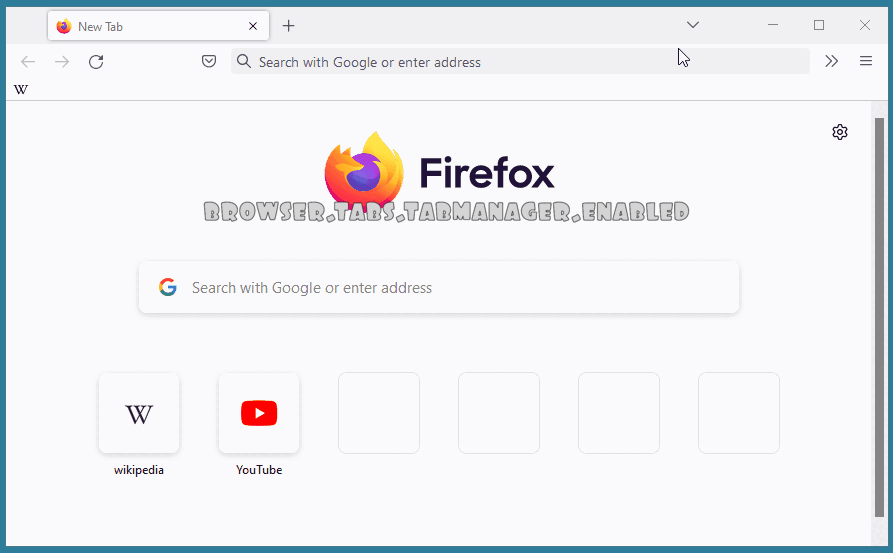 New Tab
Search with Google or enter address
W
Firefox
BROWSER.TABS.TABMANAGER.ENABLED
Search with Google or enter address
W
wikipedia
YouTube